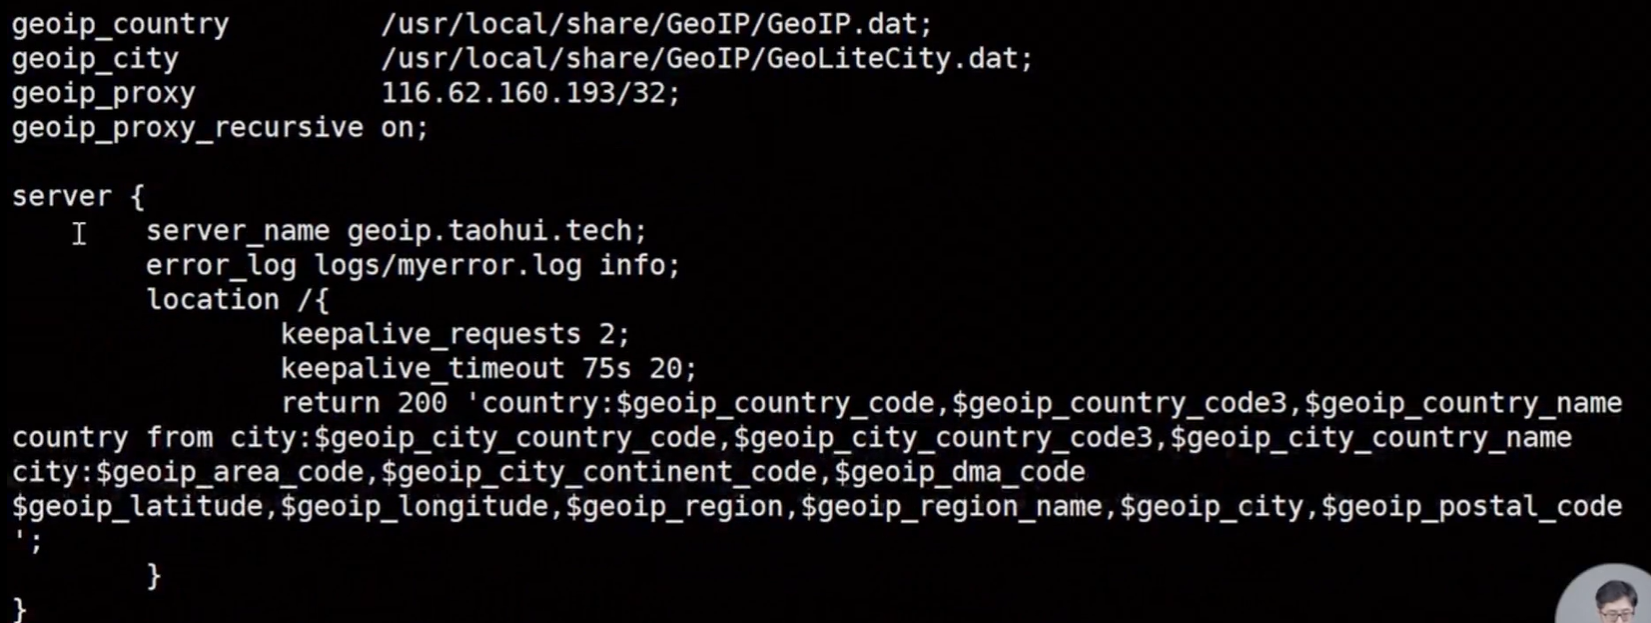 geoip_country /usr/local/share/GeoIP/GeoIP.dat;
geoip_city /usr/local/share/GeoIP/GeoLiteCity.dat;
geoip_proxy 116.62.160.193/32;
geoip_proxy_recursive on;
server {
server_name geoip.taohui.tech;
error_log logs/myerror.log info;
location /{
keepalive_requests 2;
keepalive_timeout 75s 20;
return 200 'country:$geoip_country_code,$geoip_country_code3,$geoip_country_name
country from city:$geoip_city_country_code,$geoip_city_country_code3,$geoip_city_country_name
city:$geoip_area_code,$geoip_city_continent_code,$geoip_dma_code
$geoip_latitude,$geoip_longitude,$geoip_region,$geoip_region_name,$geoip_city,$geoip_postal_code
';
}
}